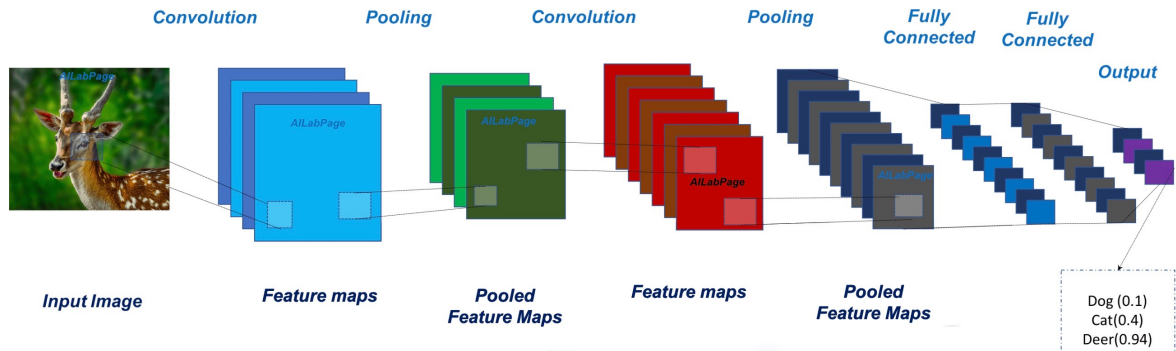 Convolution
Pooling
Convolution
Pooling
Fully
Connected
Fully
Connected
Output
AILabPage
AILabPage
AILabPage
AILabPage
AILabPage
Input Image
Feature maps
Pooled
Feature Maps
Feature maps
Pooled
Feature Maps
Dog (0.1)
Cat(0.4)
Deer(0.94)